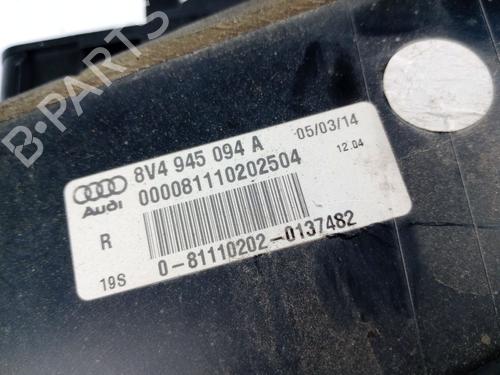 8V4 945 094 A 05/03/14
000081110202504 12.04
Audi
R 0-81110202-0137482
19S
B-PARTS